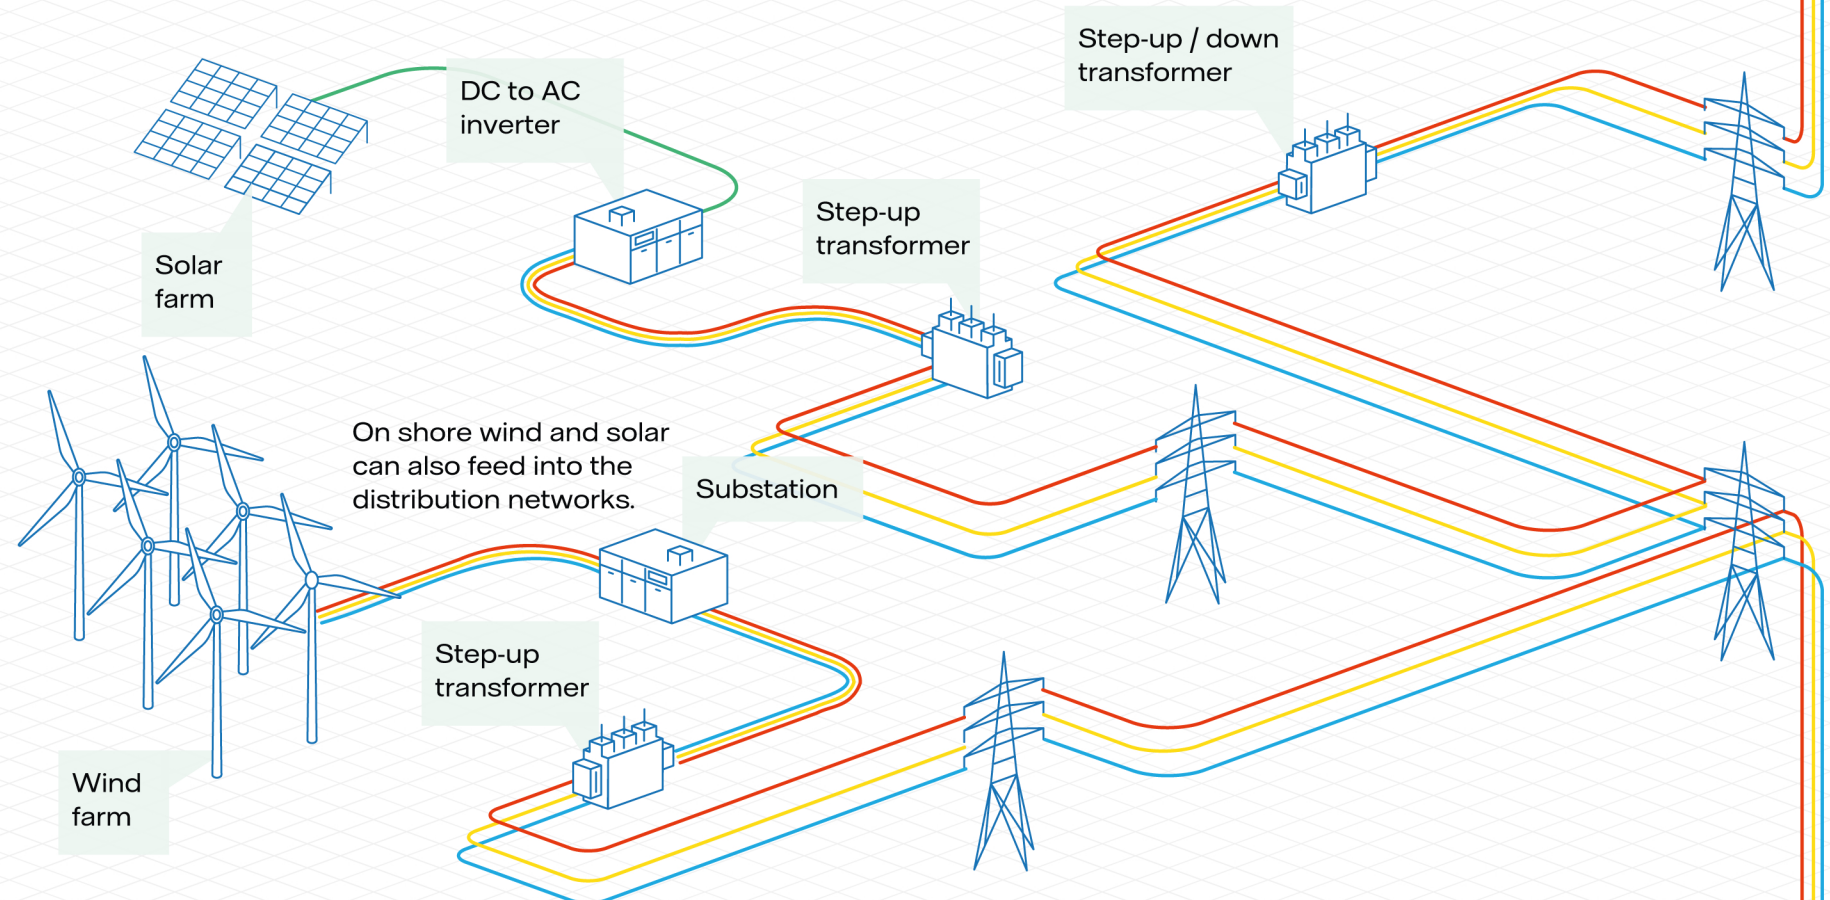 Step-up / down
transformer
DC to AC
inverter
Step-up
transformer
Solar
farm
On shore wind and solar
can also feed into the
distribution networks.
Substation
Step-up
transformer
Wind
farm